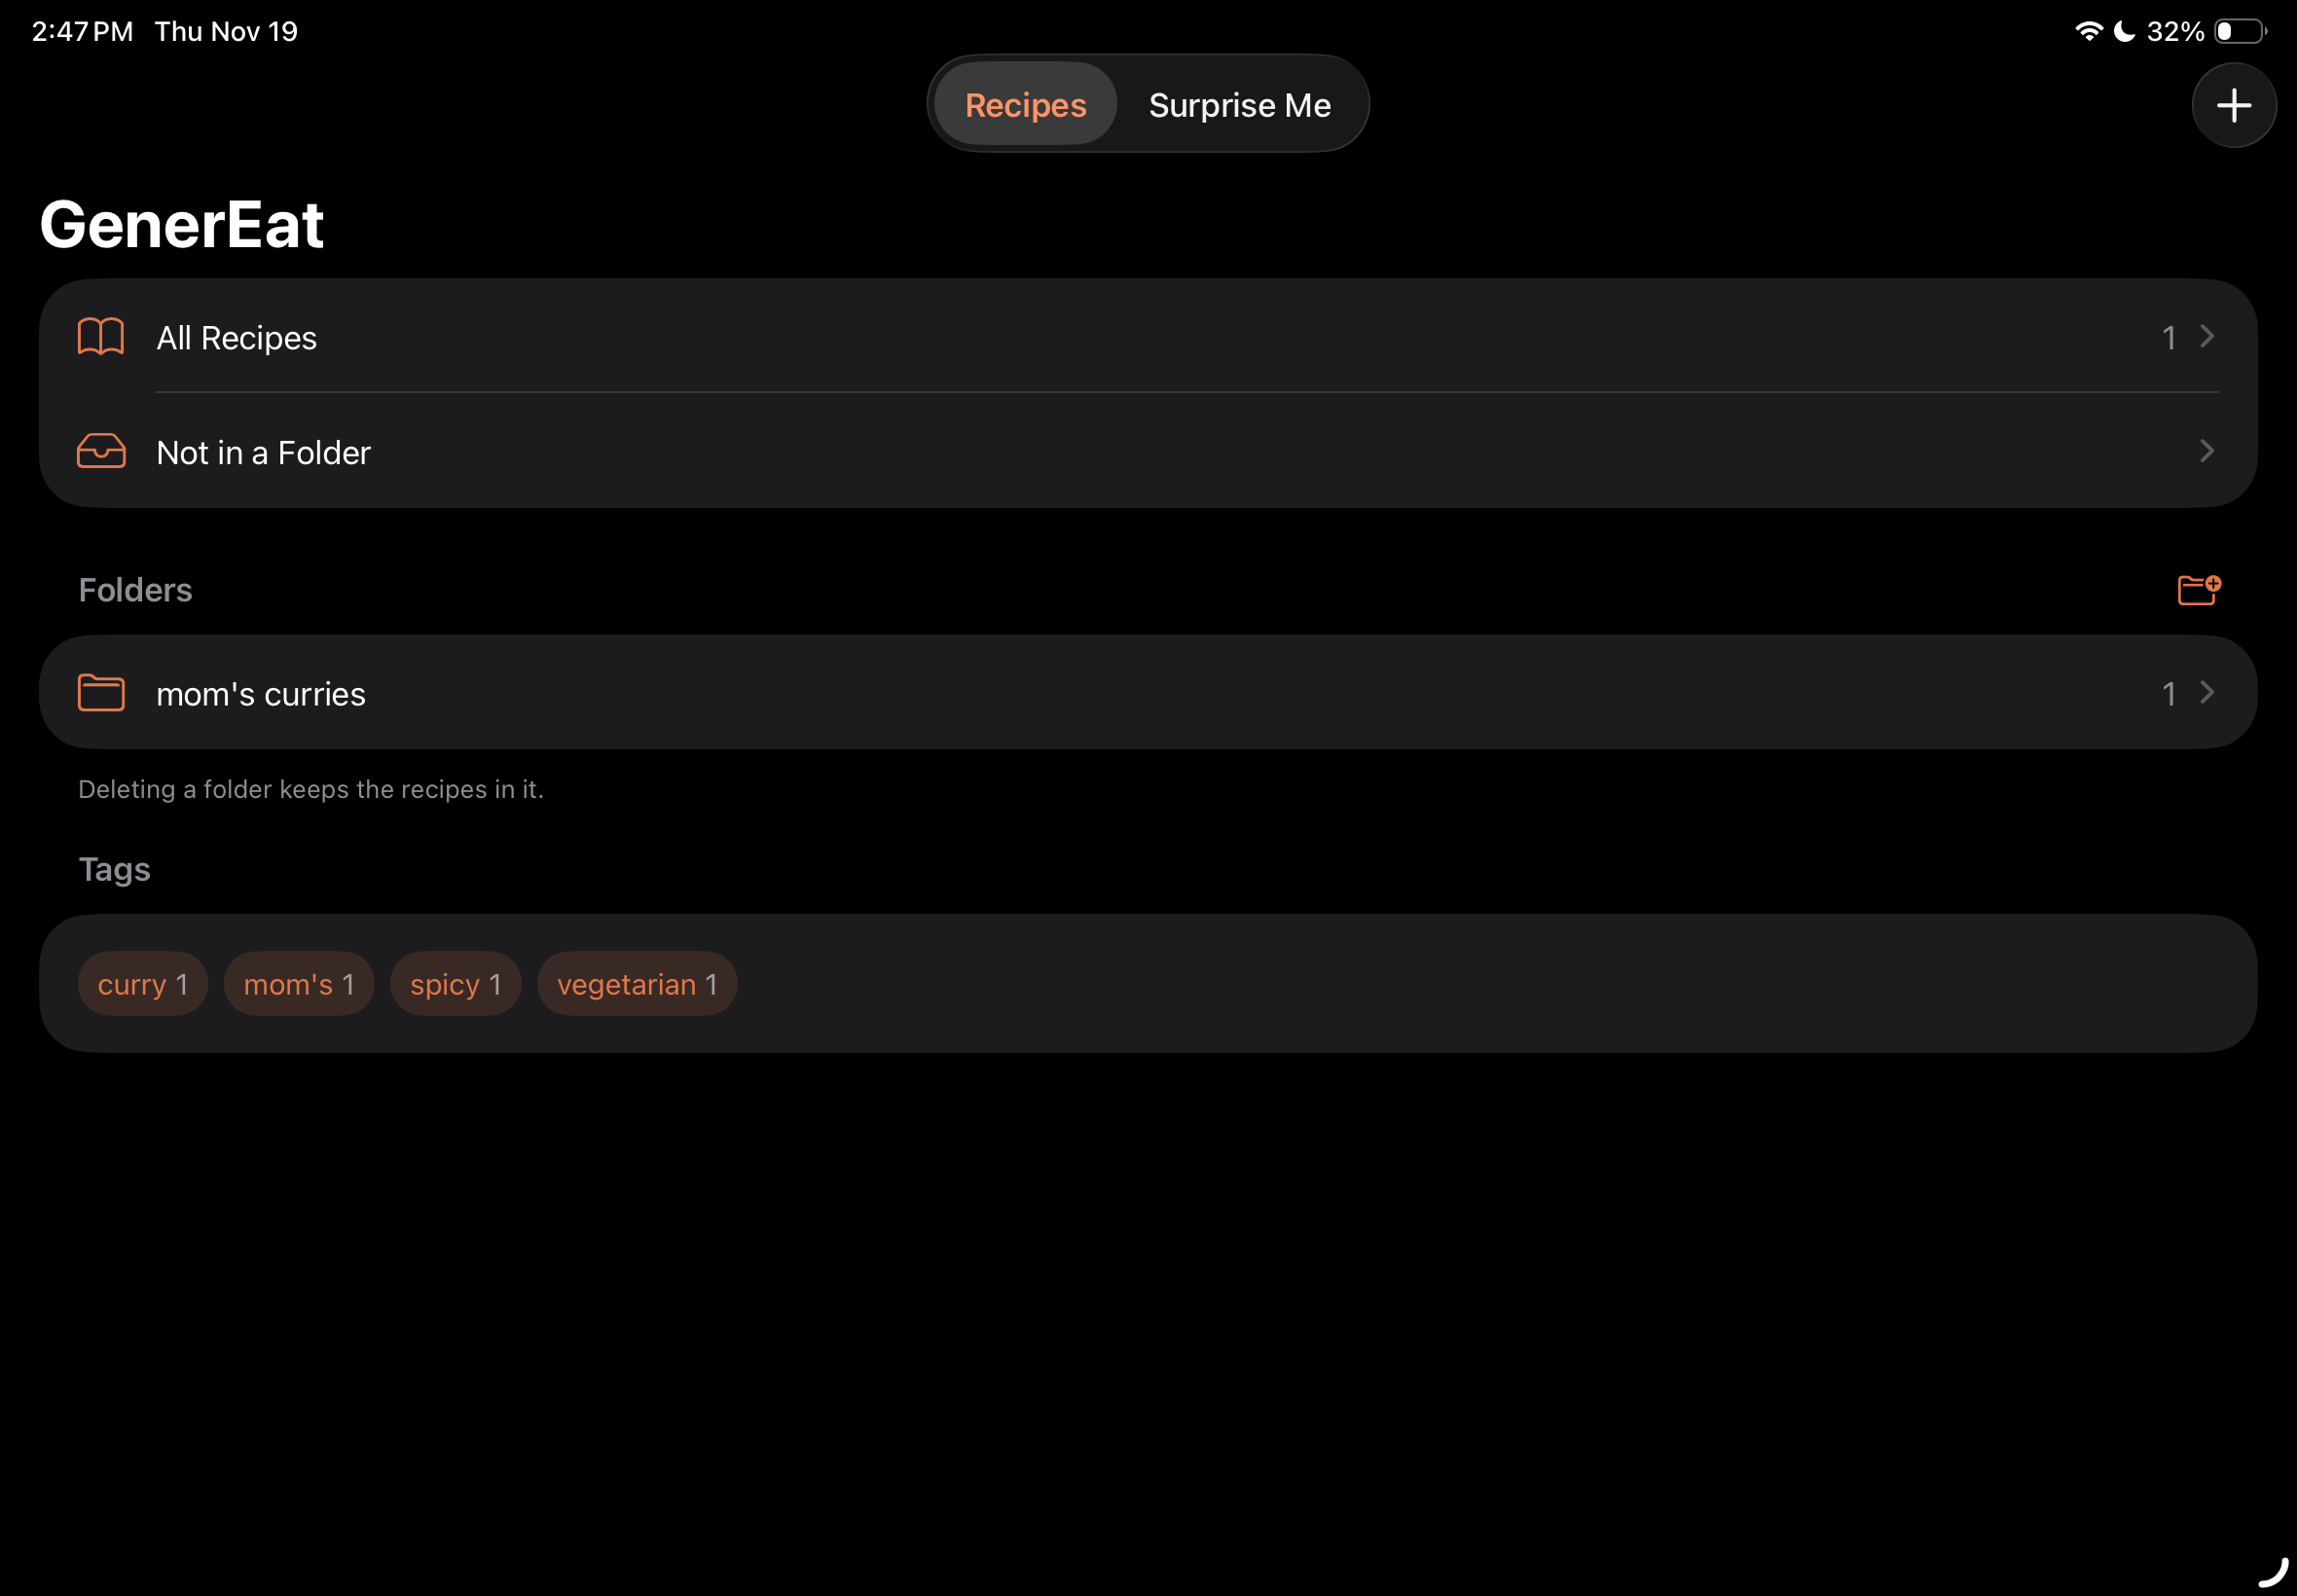 2:47 PM Thu Nov 19 32%
Recipes Surprise Me
GenerEat
All Recipes 1
Not in a Folder
Folders
mom's curries 1
Deleting a folder keeps the recipes in it.
Tags
curry 1 mom's 1 spicy 1 vegetarian 1